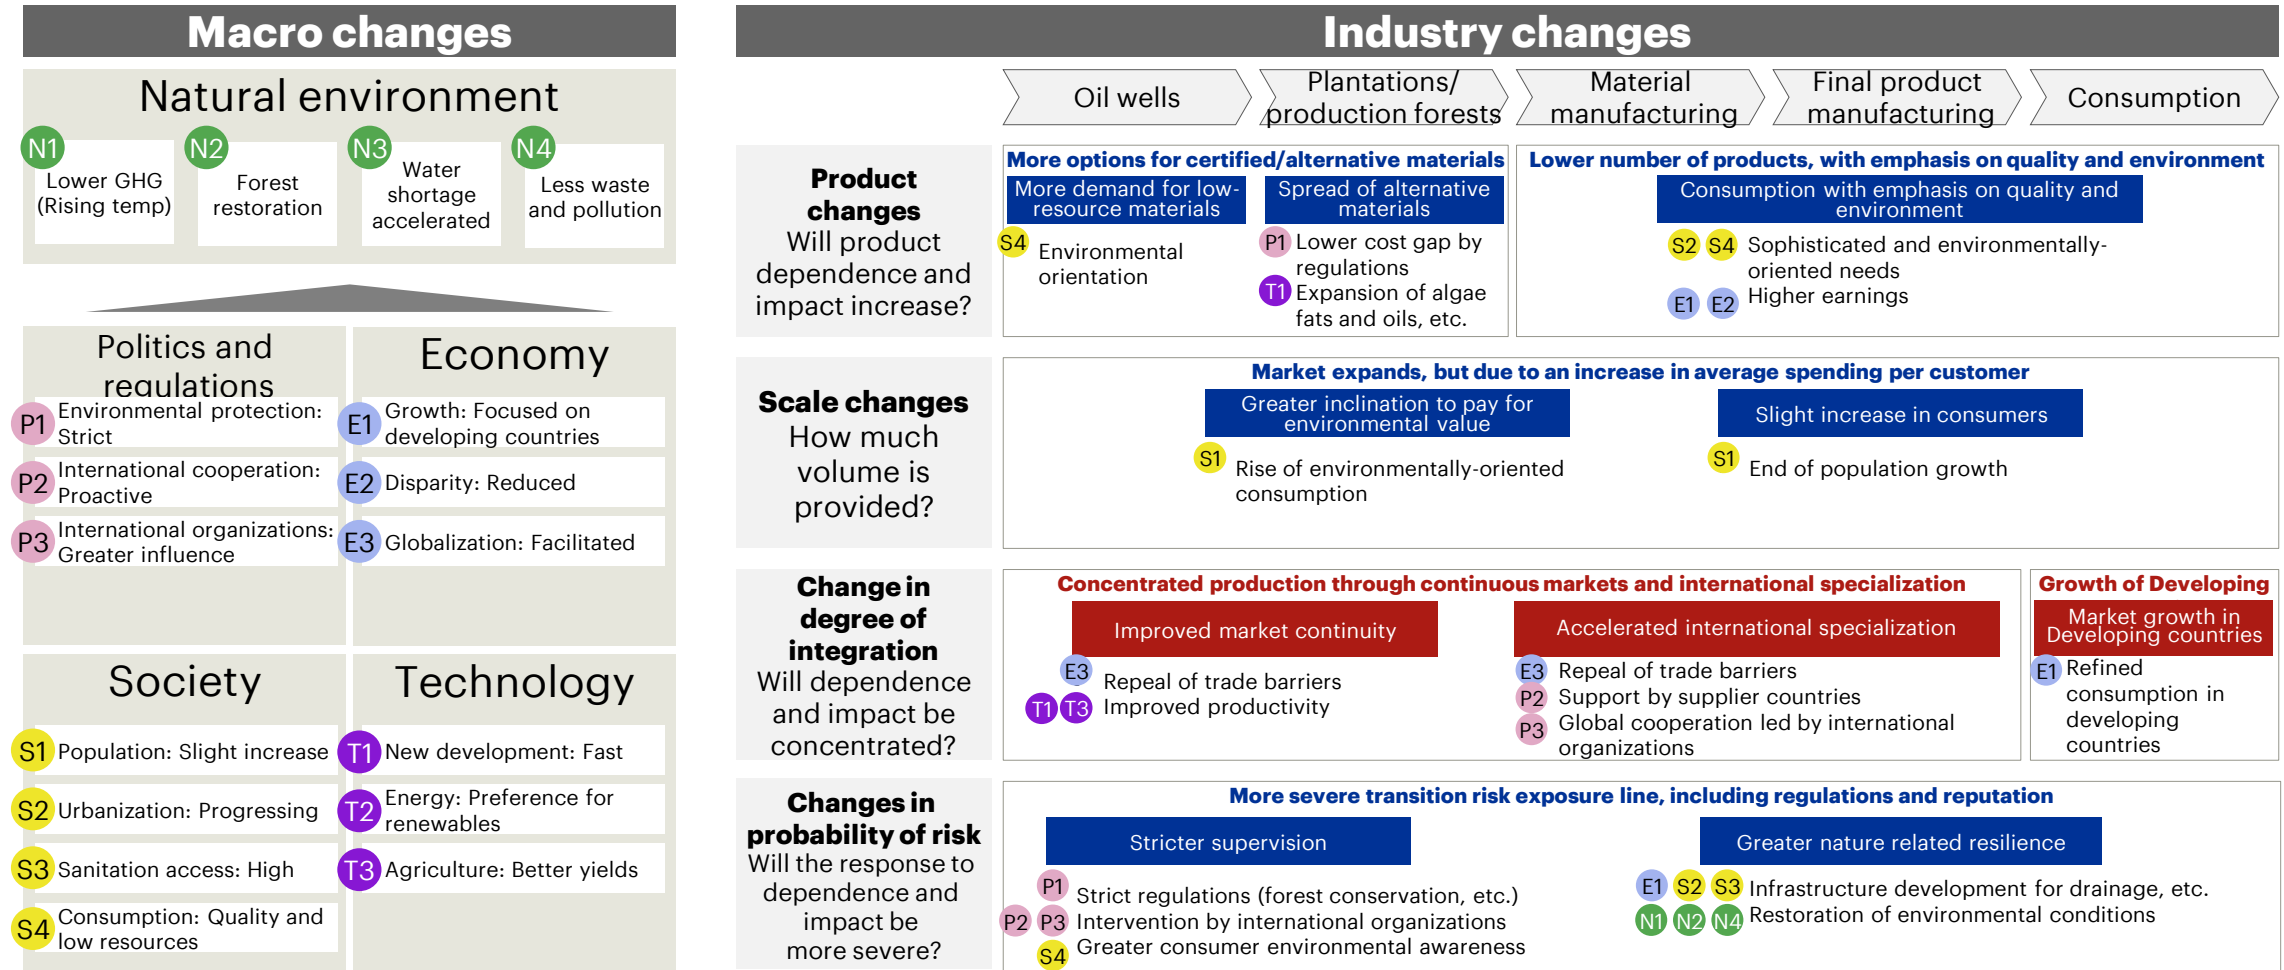 Macro changes
Natural environment
N1
Lower GHG
(Rising temp)
N2
Forest
restoration
N3
Water
shortage
accelerated
N4
Less waste
and pollution
Politics and
regulations
P1
Environmental protection:
Strict
P2
International cooperation:
Proactive
P3
International organizations:
Greater influence
Economy
E1
Growth: Focused on
developing countries
E2
Disparity: Reduced
E3
Globalization: Facilitated
Society
S1
Population: Slight increase
S2
Urbanization: Progressing
S3
Sanitation access: High
S4
Consumption: Quality and
low resources
Technology
T1
New development: Fast
T2
Energy: Preference for
renewables
T3
Agriculture: Better yields
Industry changes
Oil wells
Plantations/
production forests
Material
manufacturing
Final product
manufacturing
Consumption
Product
changes
Will product
dependence and
impact increase?
More options for certified/alternative materials
More demand for low-
resource materials
S4
Environmental
orientation
Spread of alternative
materials
P1
Lower cost gap by
regulations
T1
Expansion of algae
fats and oils, etc.
Lower number of products, with emphasis on quality and environment
Consumption with emphasis on quality and
environment
S2 S4
Sophisticated and environmentally-
oriented needs
E1 E2
Higher earnings
Scale changes
How much
volume is
provided?
Market expands, but due to an increase in average spending per customer
Greater inclination to pay for
environmental value
S1
Rise of environmentally-oriented
consumption
Slight increase in consumers
S1
End of population growth
Change in
degree of
integration
Will dependence
and impact be
concentrated?
Concentrated production through continuous markets and international specialization
Improved market continuity
E3
Repeal of trade barriers
T1 T3
Improved productivity
Accelerated international specialization
E3
Repeal of trade barriers
P2
Support by supplier countries
P3
Global cooperation led by international
organizations
Growth of Developing
Market growth in
Developing countries
E1
Refined
consumption in
developing
countries
Changes in
probability of risk
Will the response to
dependence and
impact be
more severe?
More severe transition risk exposure line, including regulations and reputation
Stricter supervision
P1
Strict regulations (forest conservation, etc.)
P2 P3
Intervention by international organizations
S4
Greater consumer environmental awareness
Greater nature related resilience
E1 S2 S3
Infrastructure development for drainage, etc.
N1 N2 N4
Restoration of environmental conditions